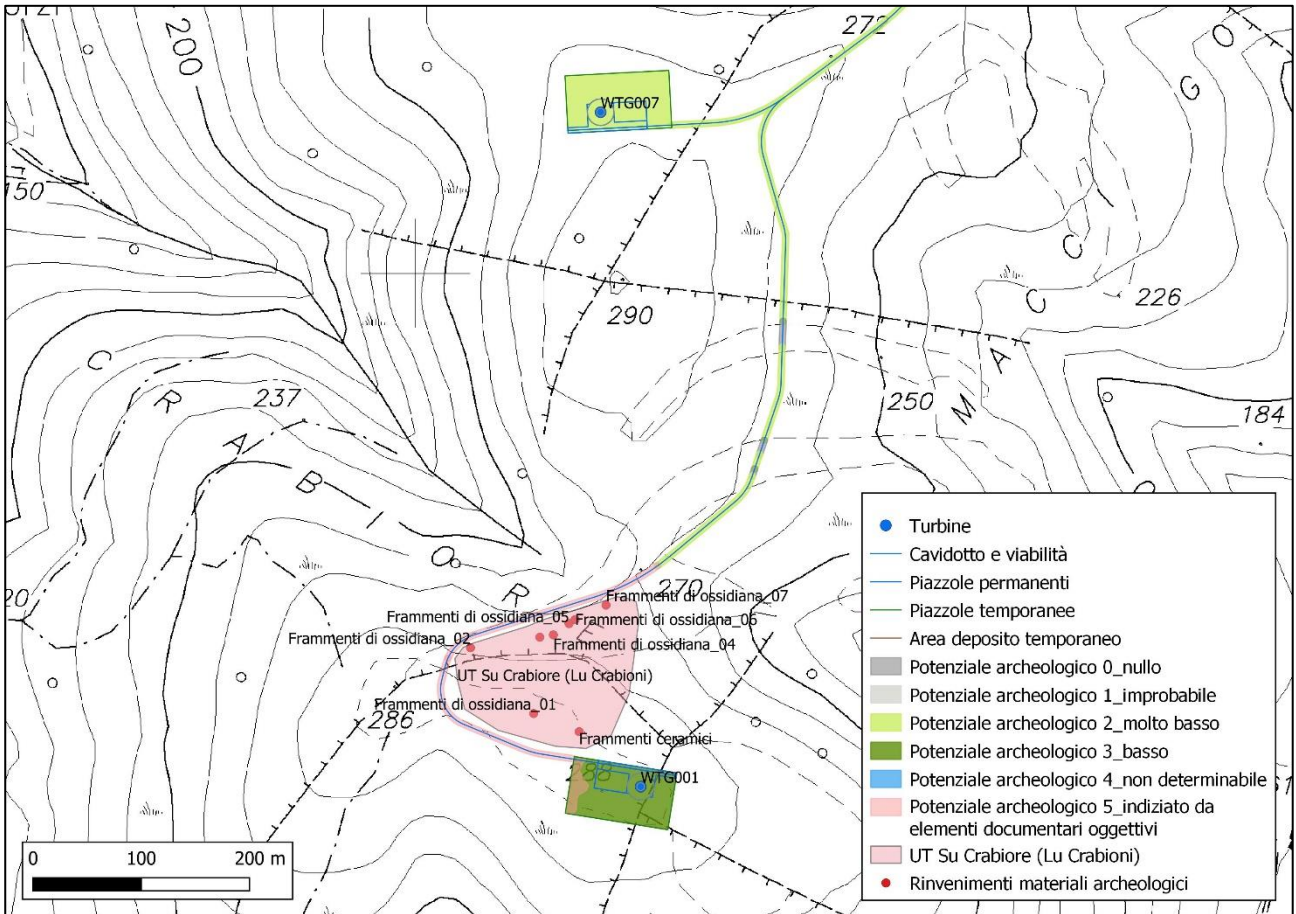 200
272
WTG007
150
290
226
MACCOGO
CRABIOR
237
250
184
270
Frammenti di ossidiana_07
Frammenti di ossidiana_05
Frammenti di ossidiana_06
Frammenti di ossidiana_02
Frammenti di ossidiana_04
UT Su Crabiore (Lu Crabioni)
Frammenti di ossidiana_01
286
Frammenti ceramici
288
WTG001
20
0 100 200 m
Turbine
Cavidotto e viabilità
Piazzole permanenti
Piazzole temporanee
Area deposito temporaneo
Potenziale archeologico 0_nullo
Potenziale archeologico 1_improbabile
Potenziale archeologico 2_molto basso
Potenziale archeologico 3_basso
Potenziale archeologico 4_non determinabile
Potenziale archeologico 5_indiziato da
elementi documentari oggettivi
UT Su Crabiore (Lu Crabioni)
Rinvenimenti materiali archeologici